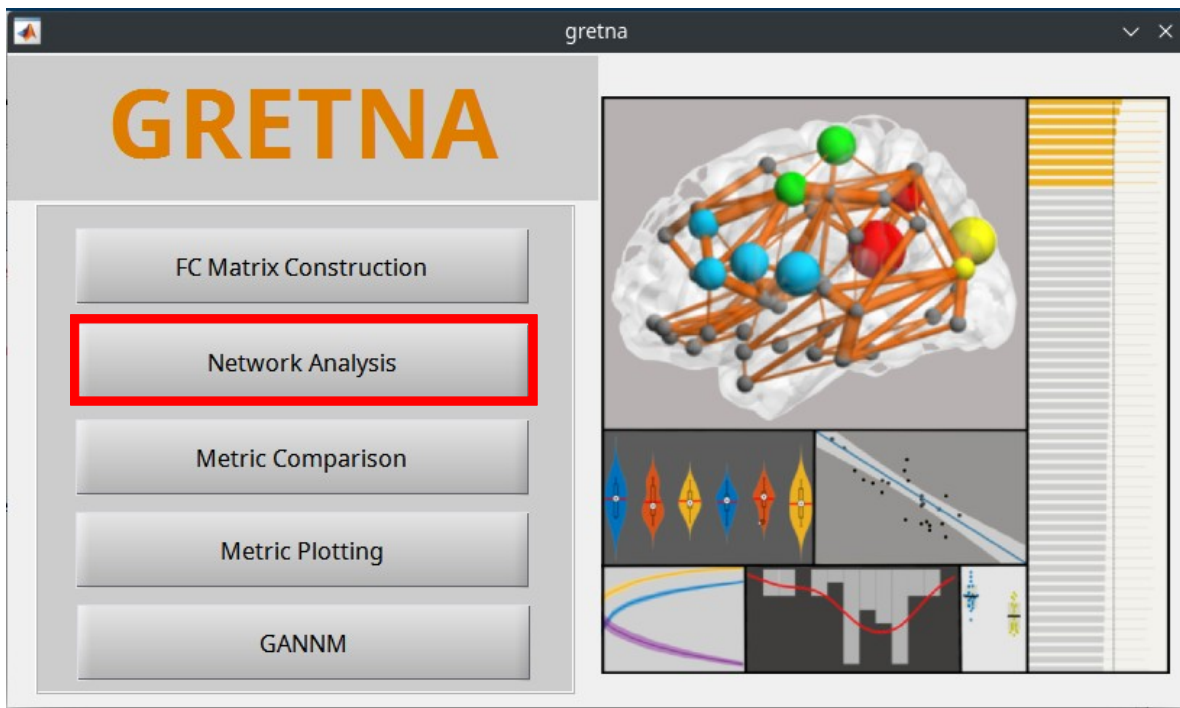 gretna
GRETNA
FC Matrix Construction
Network Analysis
Metric Comparison
Metric Plotting
GANNM